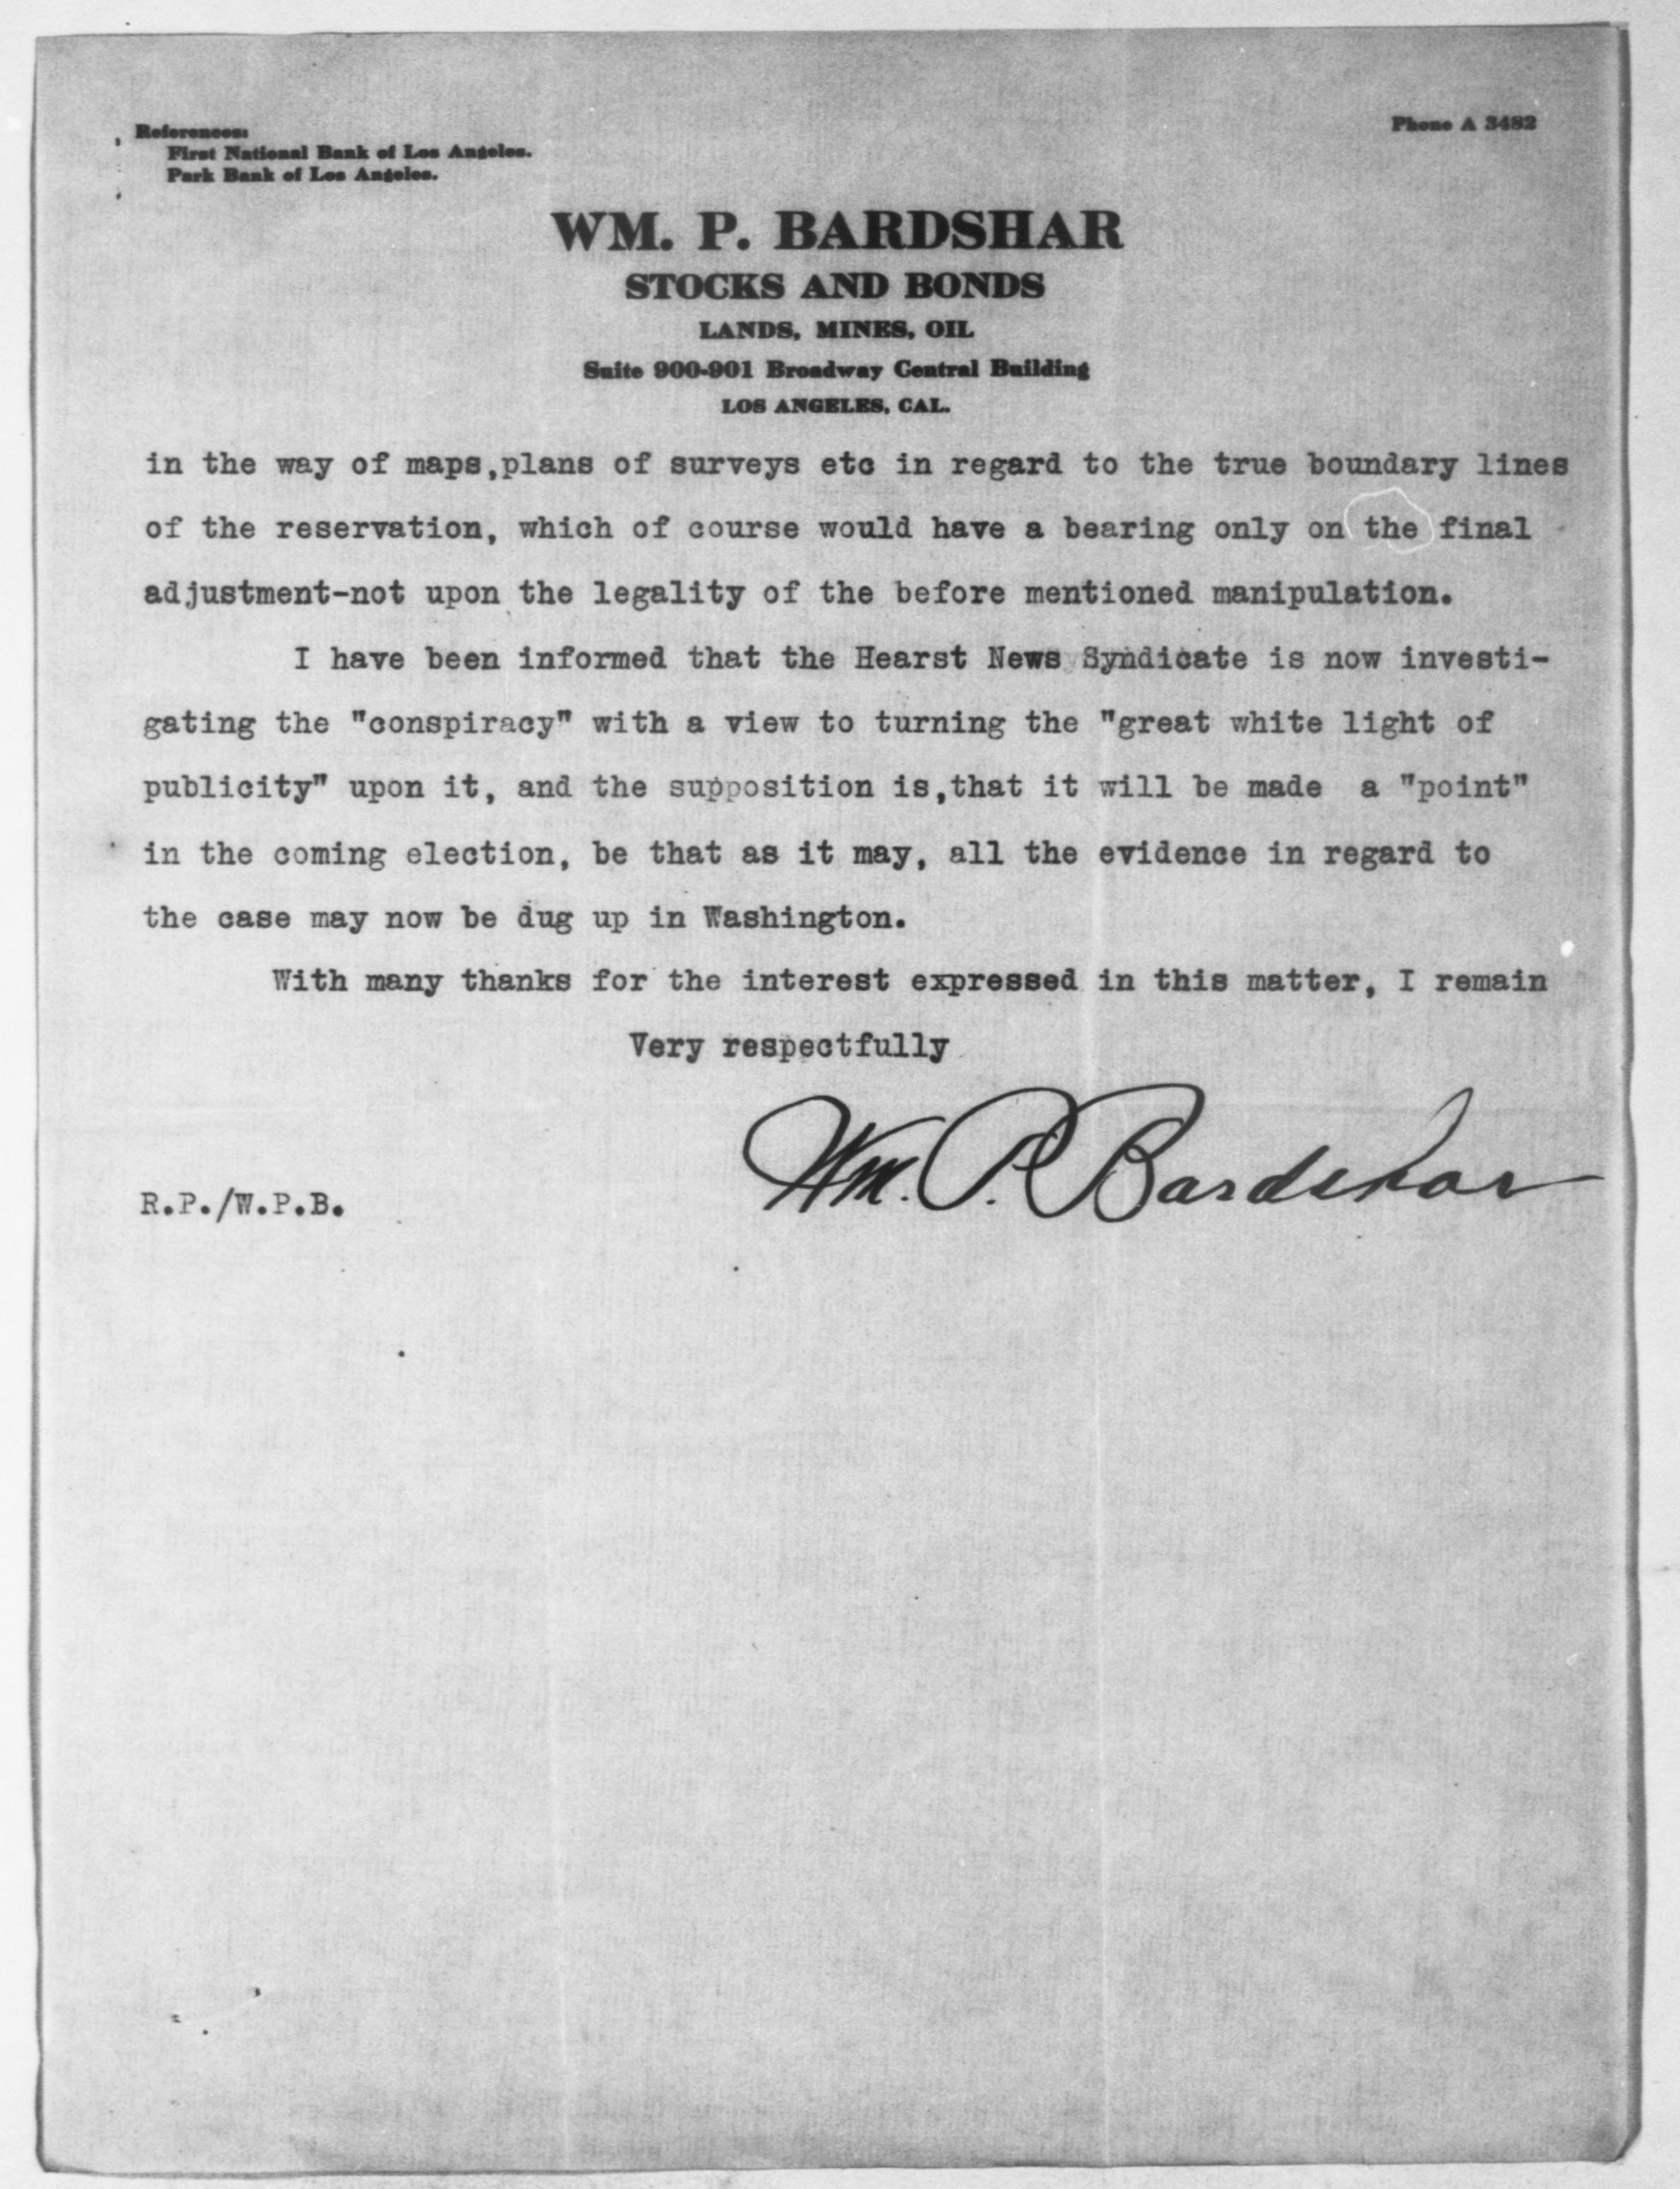 References:
First National Bank of Los Angeles.
Park Bank of Los Angeles.
Phone A 3482
WM. P. BARDSHAR
STOCKS AND BONDS
LANDS, MINES, OIL
Suite 900-901 Broadway Central Building
LOS ANGELES, CAL.
in the way of maps,plans of surveys etc in regard to the true boundary lines
of the reservation, which of course would have a bearing only on the final
adjustment-not upon the legality of the before mentioned manipulation.
I have been informed that the Hearst News Syndicate is now investi-
gating the "conspiracy" with a view to turning the "great white light of
publicity" upon it, and the supposition is,that it will be made a "point"
in the coming election, be that as it may, all the evidence in regard to
the case may now be dug up in Washington.
With many thanks for the interest expressed in this matter, I remain
Very respectfully
Wm. P. Bardshar
R.P./W.P.B.